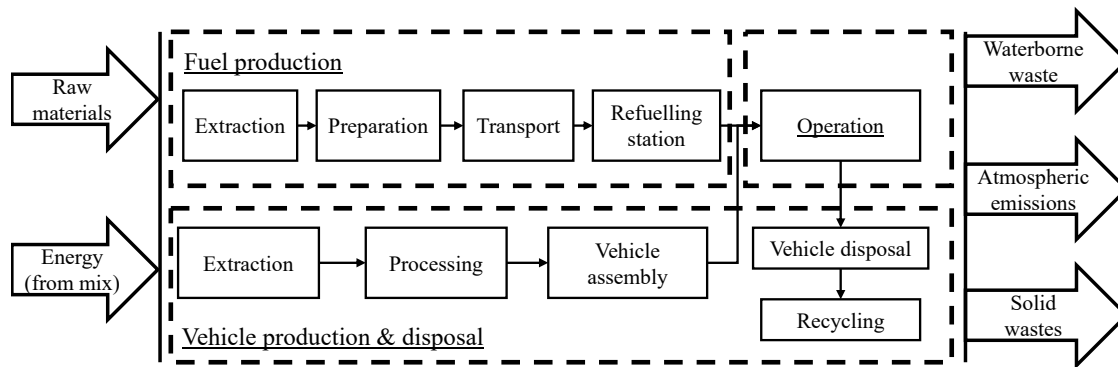 Fuel production
Raw
materials
Extraction
Preparation
Transport
Refuelling
station
Operation
Waterborne
waste
Atmospheric
emissions
Energy
(from mix)
Extraction
Processing
Vehicle
assembly
Vehicle disposal
Recycling
Vehicle production & disposal
Solid
wastes